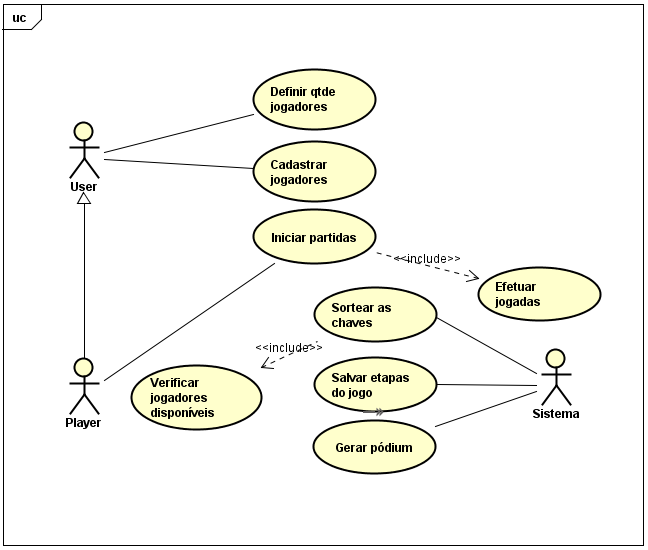 uc
Definir qtde
jogadores
User
Cadastrar
jogadores
Iniciar partidas
<<include>>
Efetuar
jogadas
Sortear as
chaves
<<include>>
Verificar
jogadores
disponíveis
Salvar etapas
do jogo
Player
Sistema
Gerar pódium